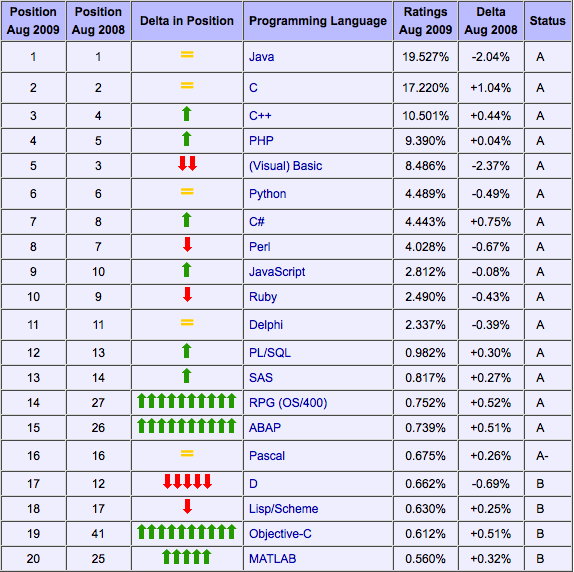 Position Aug 2009 Position Aug 2008 Delta in Position Programming Language Ratings Aug 2009 Delta Aug 2008 Status
1 1 = Java 19.527% -2.04% A
2 2 = C 17.220% +1.04% A
3 4 C++ 10.501% +0.44% A
4 5 PHP 9.390% +0.04% A
5 3 (Visual) Basic 8.486% -2.37% A
6 6 = Python 4.489% -0.49% A
7 8 C# 4.443% +0.75% A
8 7 Perl 4.028% -0.67% A
9 10 JavaScript 2.812% -0.08% A
10 9 Ruby 2.490% -0.43% A
11 11 = Delphi 2.337% -0.39% A
12 13 PL/SQL 0.982% +0.30% A
13 14 SAS 0.817% +0.27% A
14 27 RPG (OS/400) 0.752% +0.52% A
15 26 ABAP 0.739% +0.51% A
16 16 = Pascal 0.675% +0.26% A-
17 12 D 0.662% -0.69% B
18 17 Lisp/Scheme 0.630% +0.25% B
19 41 Objective-C 0.612% +0.51% B
20 25 MATLAB 0.560% +0.32% B